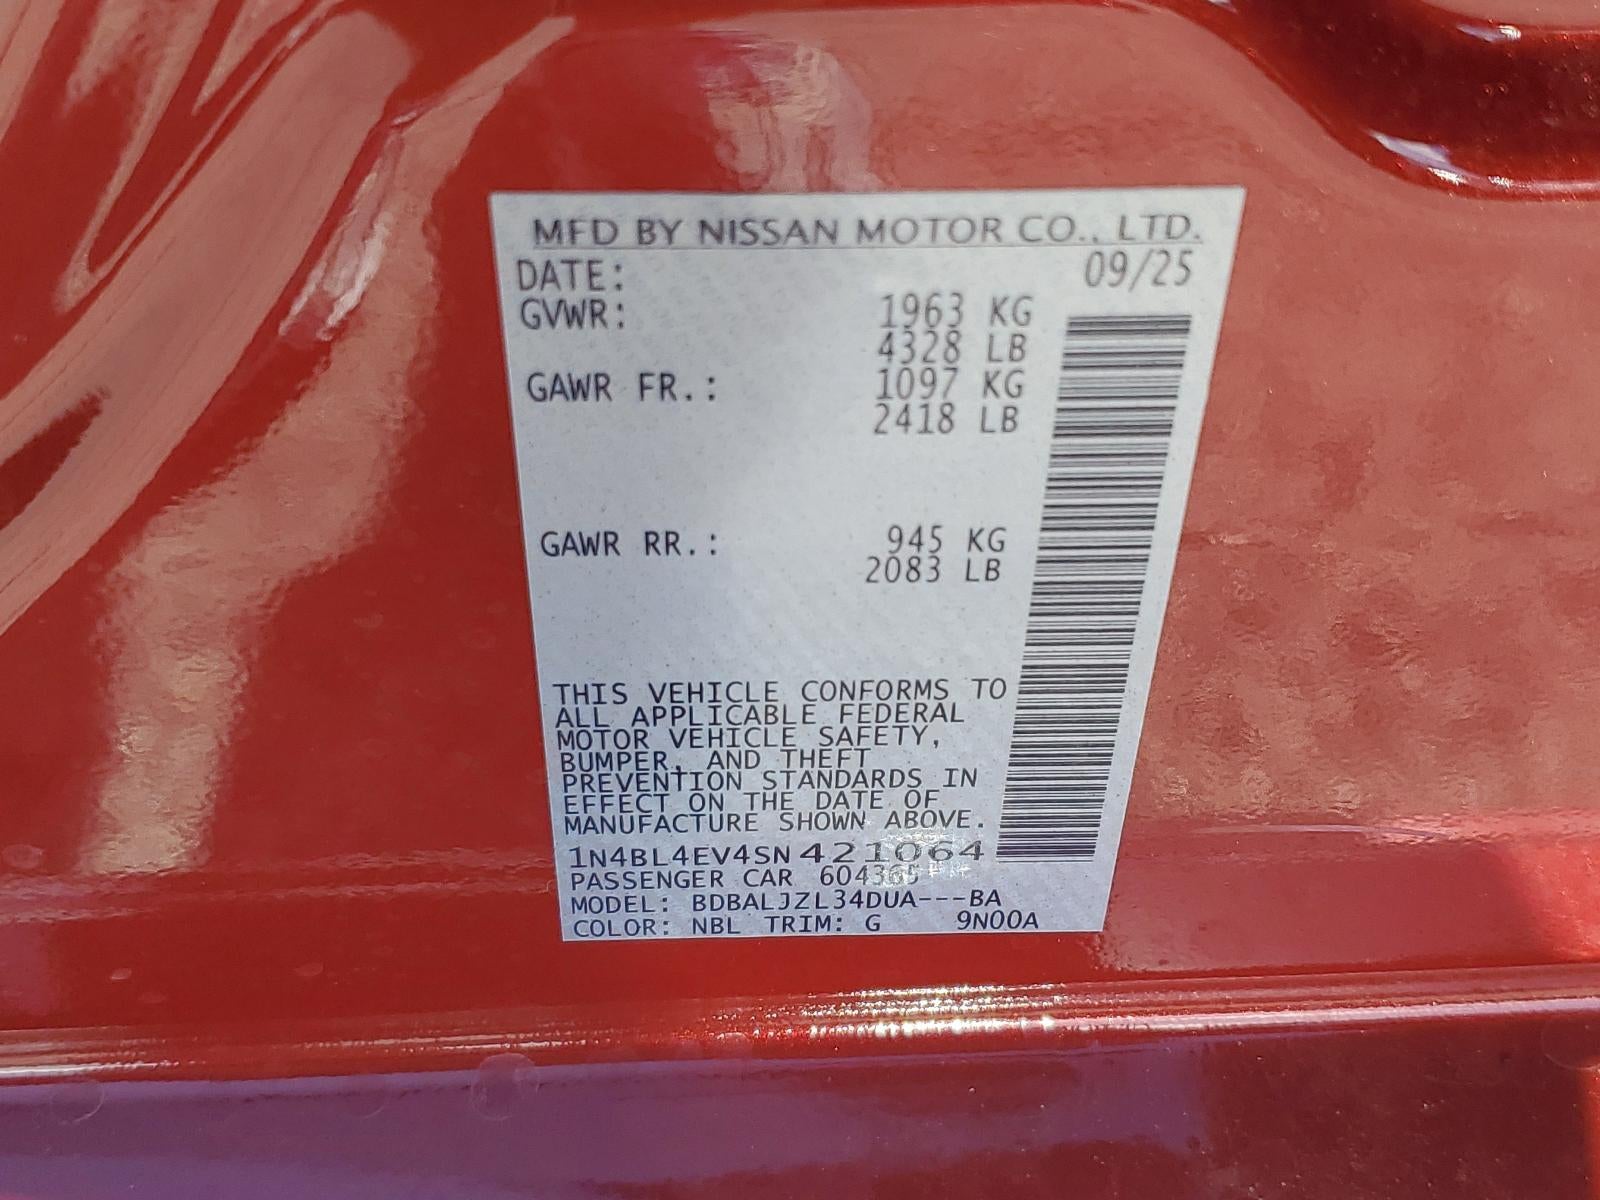 MFD BY NISSAN MOTOR CO., LTD.
DATE: 09/25
GVWR: 1963 KG
4328 LB
GAWR FR.: 1097 KG
2418 LB
GAWR RR.: 945 KG
2083 LB
THIS VEHICLE CONFORMS TO
ALL APPLICABLE FEDERAL
MOTOR VEHICLE SAFETY,
BUMPER, AND THEFT
PREVENTION STANDARDS IN
EFFECT ON THE DATE OF
MANUFACTURE SHOWN ABOVE.
1N4BL4EV4SN421064
PASSENGER CAR 604365
MODEL: BDBALJZL34DUA---BA
COLOR: NBL TRIM: G 9N00A